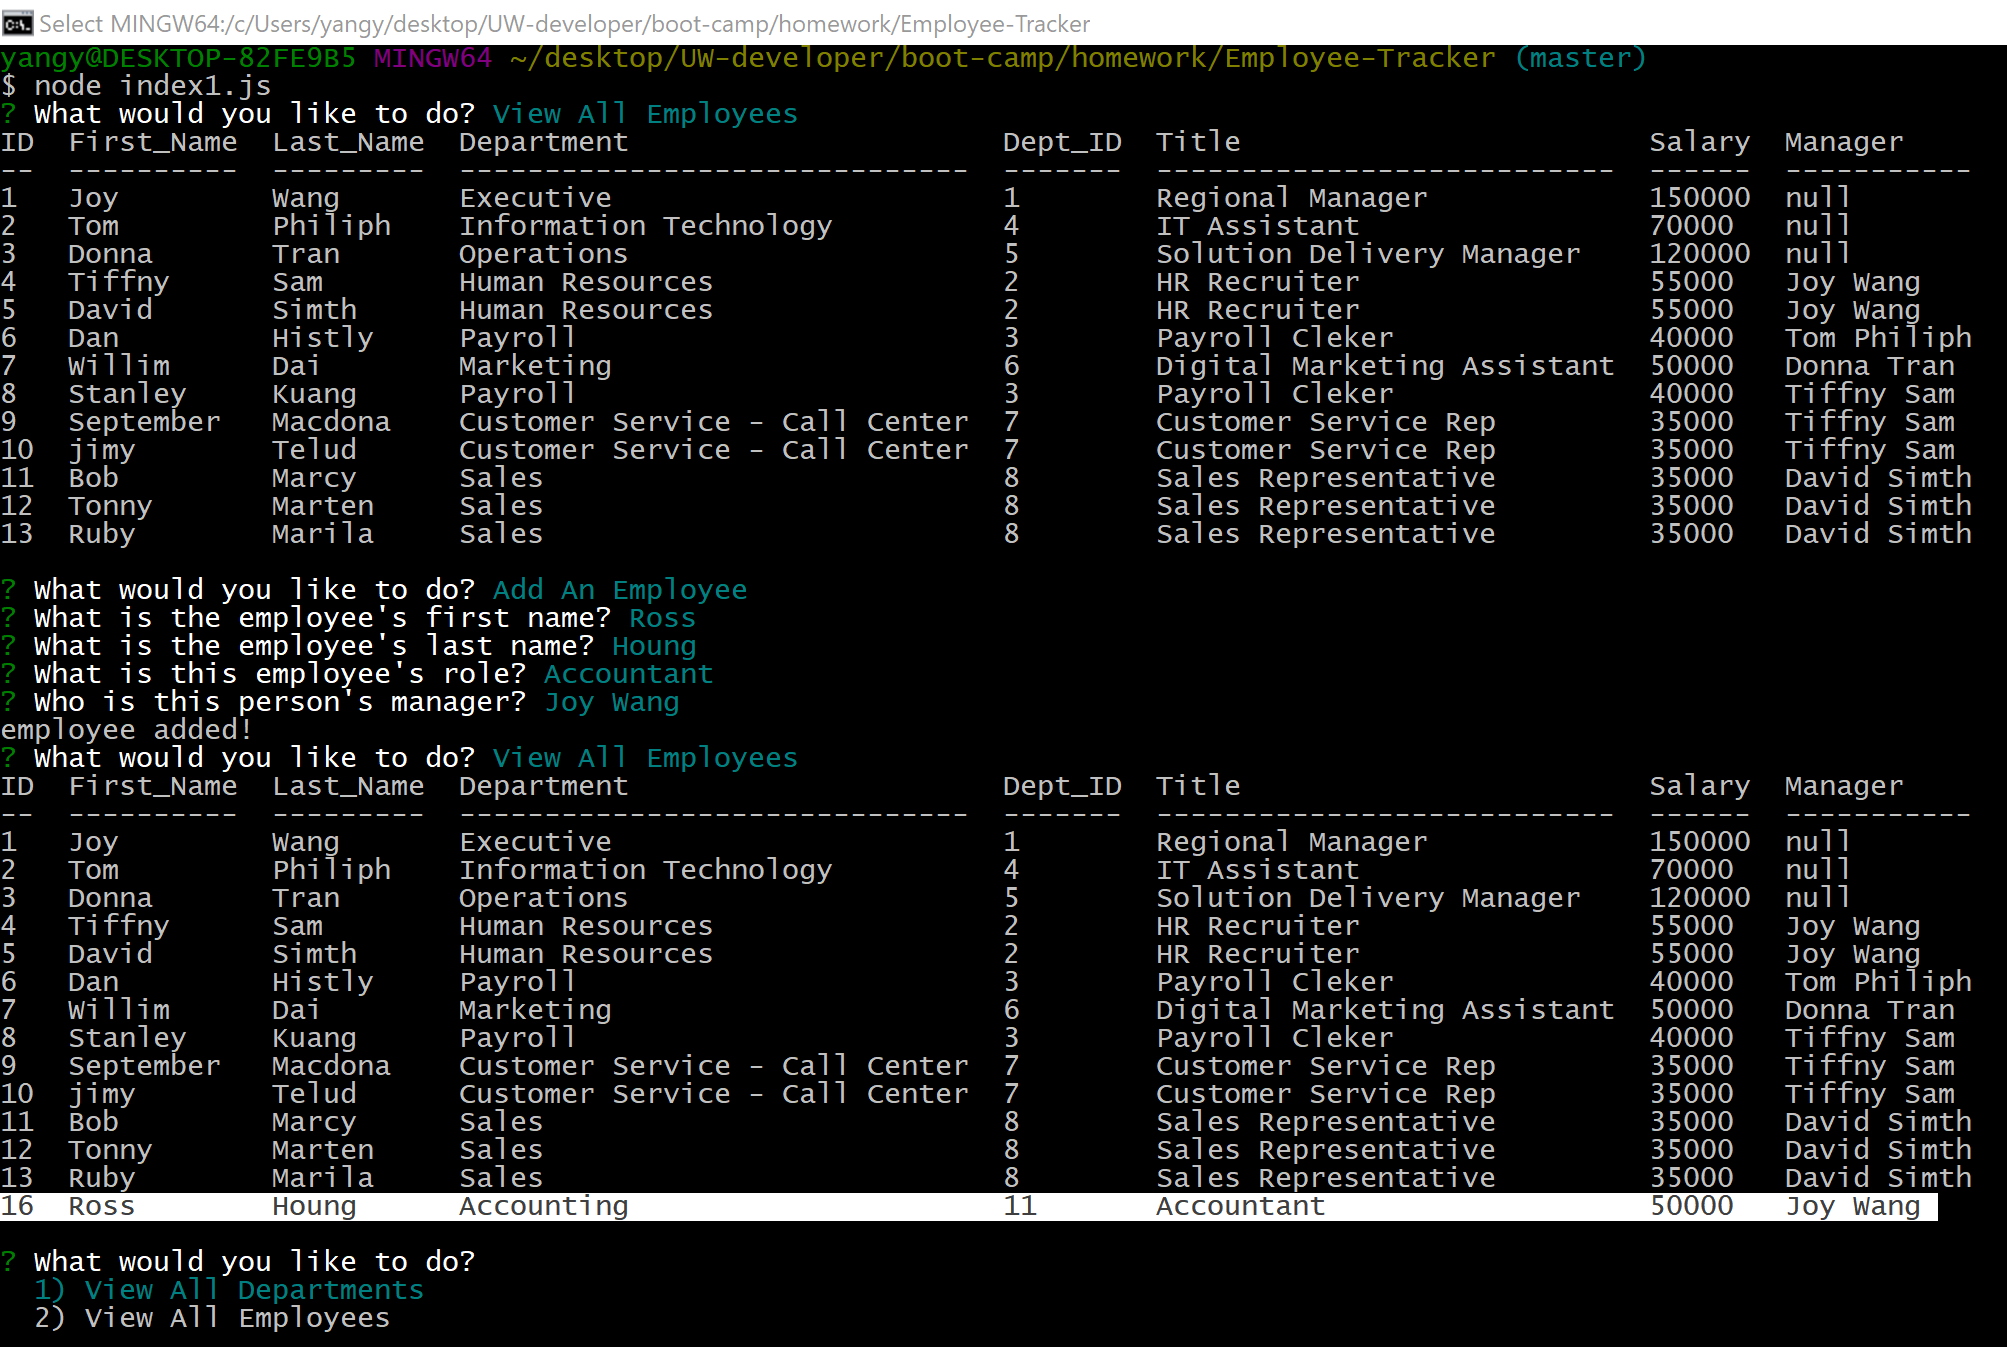 Select MINGW64:/c/Users/yangy/desktop/UW-developer/boot-camp/homework/Employee-Tracker
yangy@DESKTOP-82FE9B5 MINGW64 ~/desktop/UW-developer/boot-camp/homework/Employee-Tracker (master)
$ node index1.js
? What would you like to do? View All Employees
ID  First_Name  Last_Name  Department                      Dept_ID  Title                        Salary  Manager
--  ----------  ---------  ------------------------------  -------  ---------------------------  ------  -----------
1   Joy         Wang       Executive                       1        Regional Manager             150000  null
2   Tom         Philiph    Information Technology          4        IT Assistant                 70000   null
3   Donna       Tran       Operations                      5        Solution Delivery Manager    120000  null
4   Tiffny      Sam        Human Resources                 2        HR Recruiter                 55000   Joy Wang
5   David       Simth      Human Resources                 2        HR Recruiter                 55000   Joy Wang
6   Dan         Histly     Payroll                         3        Payroll Cleker               40000   Tom Philiph
7   Willim      Dai        Marketing                       6        Digital Marketing Assistant  50000   Donna Tran
8   Stanley     Kuang      Payroll                         3        Payroll Cleker               40000   Tiffny Sam
9   September   Macdona    Customer Service - Call Center  7        Customer Service Rep         35000   Tiffny Sam
10  jimy        Telud      Customer Service - Call Center  7        Customer Service Rep         35000   Tiffny Sam
11  Bob         Marcy      Sales                           8        Sales Representative         35000   David Simth
12  Tonny       Marten     Sales                           8        Sales Representative         35000   David Simth
13  Ruby        Marila     Sales                           8        Sales Representative         35000   David Simth
? What would you like to do? Add An Employee
? What is the employee's first name? Ross
? What is the employee's last name? Houng
? What is this employee's role? Accountant
? Who is this person's manager? Joy Wang
employee added!
? What would you like to do? View All Employees
ID  First_Name  Last_Name  Department                      Dept_ID  Title                        Salary  Manager
--  ----------  ---------  ------------------------------  -------  ---------------------------  ------  -----------
1   Joy         Wang       Executive                       1        Regional Manager             150000  null
2   Tom         Philiph    Information Technology          4        IT Assistant                 70000   null
3   Donna       Tran       Operations                      5        Solution Delivery Manager    120000  null
4   Tiffny      Sam        Human Resources                 2        HR Recruiter                 55000   Joy Wang
5   David       Simth      Human Resources                 2        HR Recruiter                 55000   Joy Wang
6   Dan         Histly     Payroll                         3        Payroll Cleker               40000   Tom Philiph
7   Willim      Dai        Marketing                       6        Digital Marketing Assistant  50000   Donna Tran
8   Stanley     Kuang      Payroll                         3        Payroll Cleker               40000   Tiffny Sam
9   September   Macdona    Customer Service - Call Center  7        Customer Service Rep         35000   Tiffny Sam
10  jimy        Telud      Customer Service - Call Center  7        Customer Service Rep         35000   Tiffny Sam
11  Bob         Marcy      Sales                           8        Sales Representative         35000   David Simth
12  Tonny       Marten     Sales                           8        Sales Representative         35000   David Simth
13  Ruby        Marila     Sales                           8        Sales Representative         35000   David Simth
16  Ross        Houng      Accounting                      11       Accountant                   50000   Joy Wang
? What would you like to do?
  1) View All Departments
  2) View All Employees